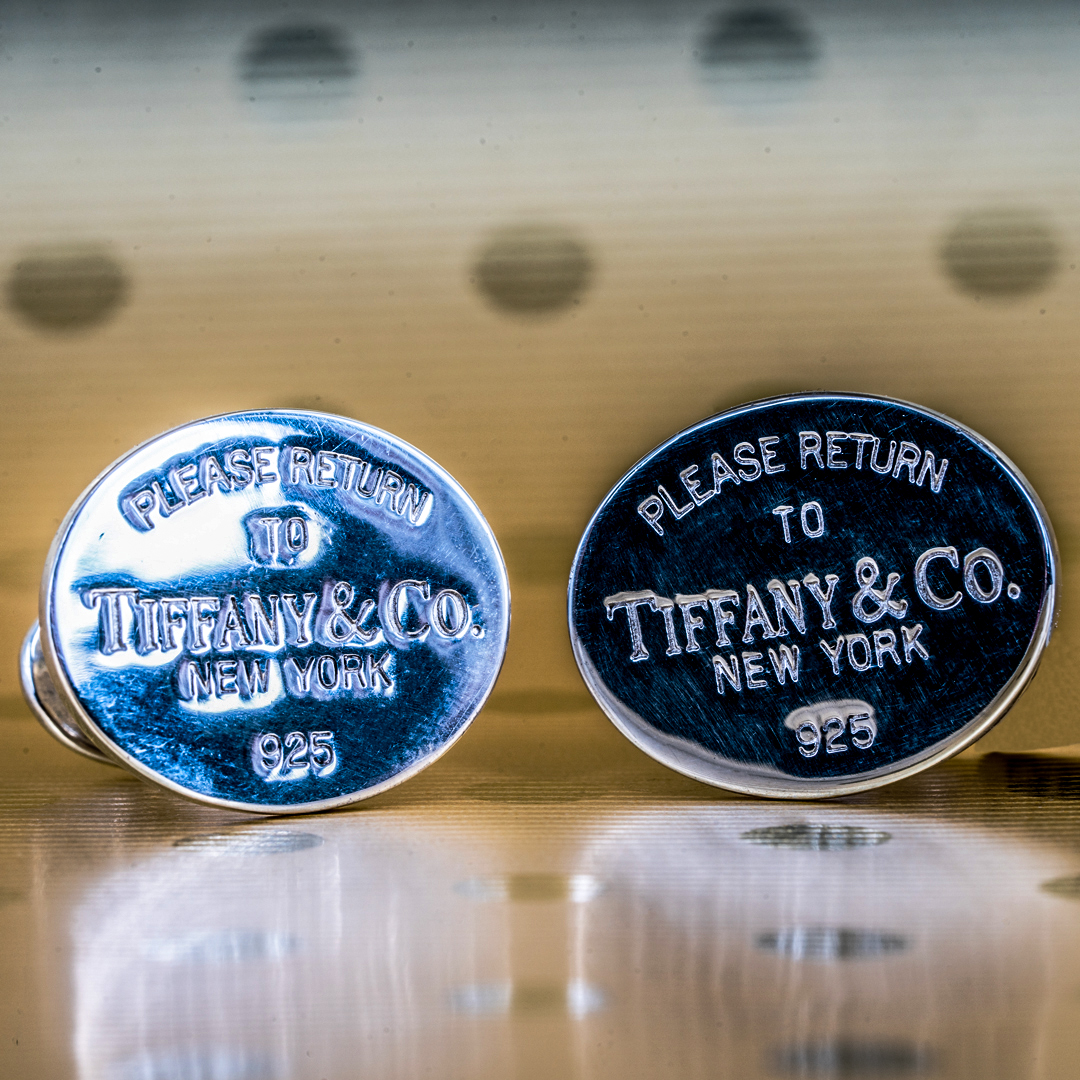 PLEASE RETURN
TO
TIFFANY & CO.
NEW YORK
925
PLEASE RETURN
TO
TIFFANY & CO.
NEW YORK
925